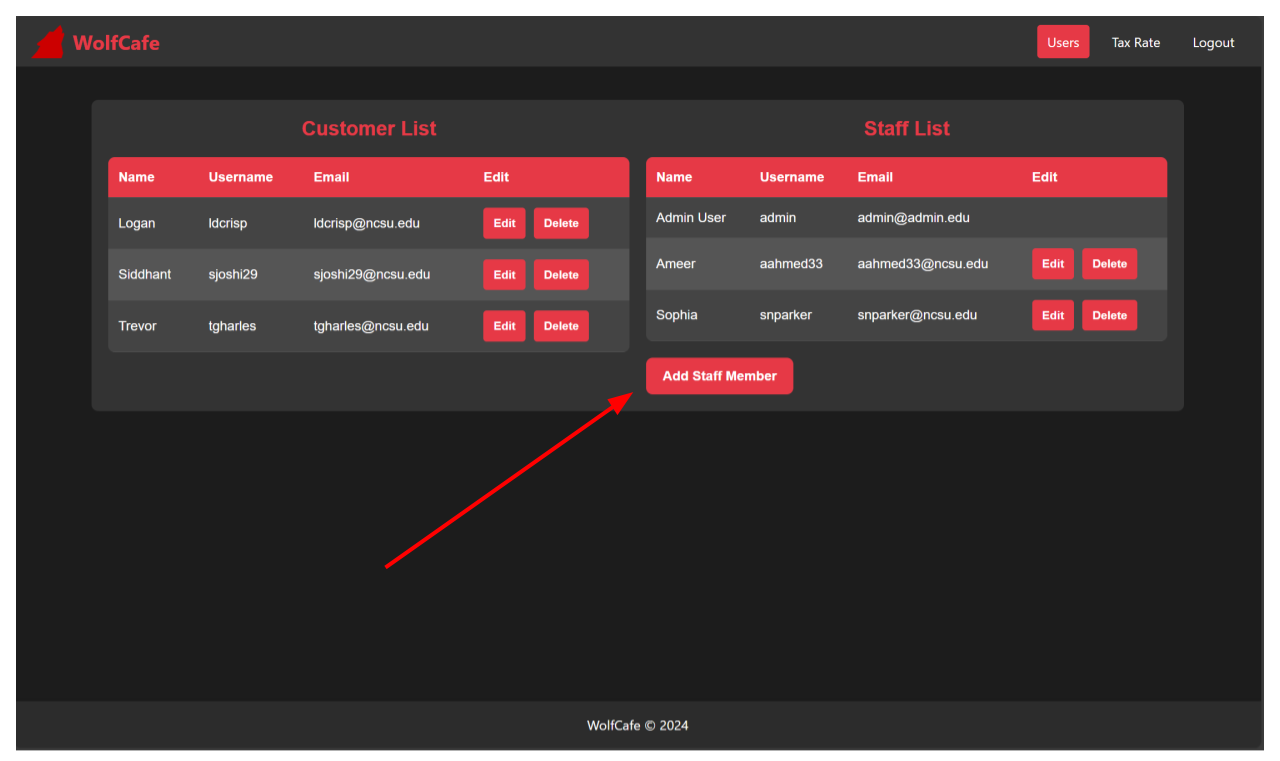 WolfCafe
Users Tax Rate Logout
Customer List
Name Username Email Edit
Logan ldcrisp ldcrisp@ncsu.edu Edit Delete
Siddhant sjoshi29 sjoshi29@ncsu.edu Edit Delete
Trevor tgharles tgharles@ncsu.edu Edit Delete
Staff List
Name Username Email Edit
Admin User admin admin@admin.edu
Ameer aahmed33 aahmed33@ncsu.edu Edit Delete
Sophia snparker snparker@ncsu.edu Edit Delete
Add Staff Member
WolfCafe © 2024